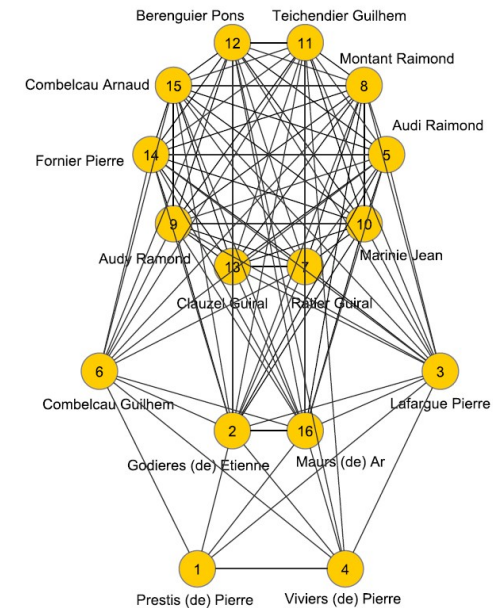 Berenguier Pons
Teichendier Guilhem
12
11
Montant Raimond
Combelcau Arnaud
15
8
Audi Raimond
Fornier Pierre
14
5
9
10
Audy Ramond
Marinie Jean
13
7
Clauzel Guiral
Ratier Guiral
6
3
Combelcau Guilhem
Lafargue Pierre
2
16
Godieres (de) Etienne
Maurs (de) Ar
1
4
Prestis (de) Pierre
Viviers (de) Pierre